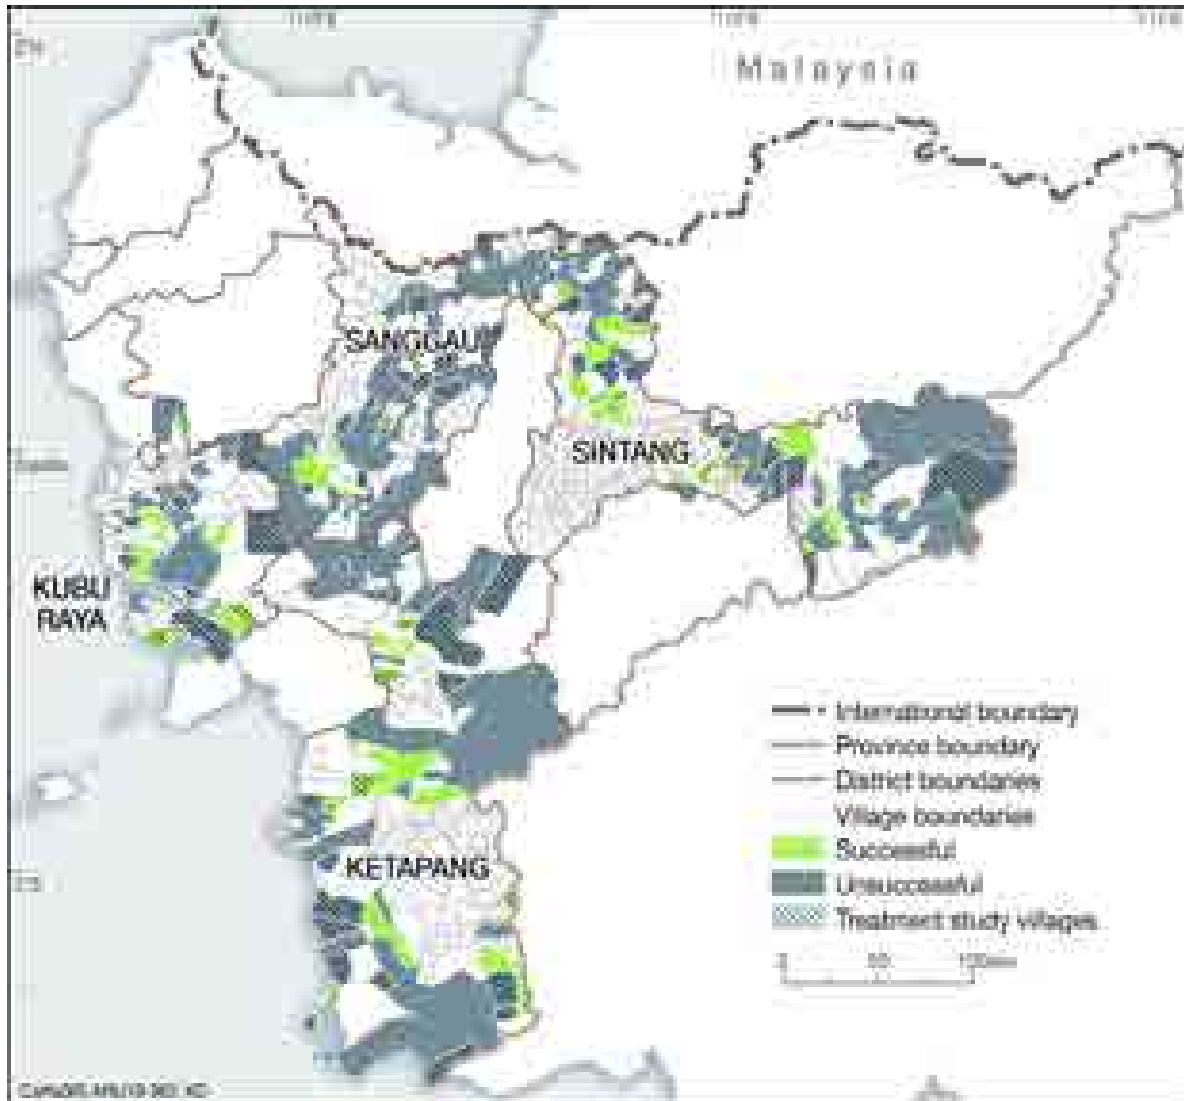 Malaysia
SANGGAU
SINTANG
KUBU
RAYA
KETAPANG
International boundary
Province boundary
District boundaries
Village boundaries
Successful
Unsuccessful
Treatment study villages